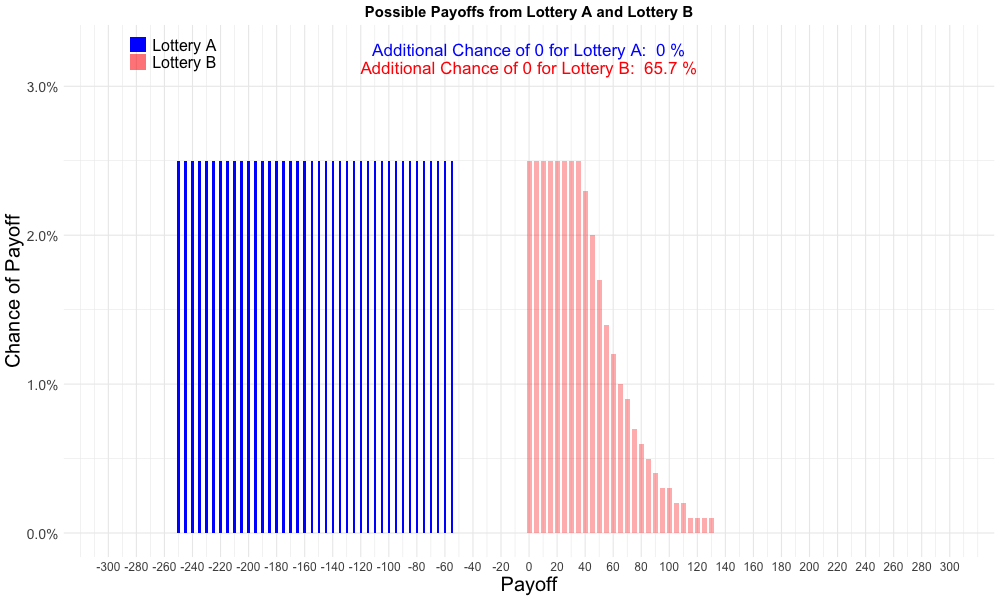 Possible Payoffs from Lottery A and Lottery B
Lottery A
Lottery B
Additional Chance of 0 for Lottery A:  0 %
Additional Chance of 0 for Lottery B:  65.7 %
Chance of Payoff
3.0%
2.0%
1.0%
0.0%
-300 -280 -260 -240 -220 -200 -180 -160 -140 -120 -100 -80 -60 -40 -20 0 20 40 60 80 100 120 140 160 180 200 220 240 260 280 300
Payoff